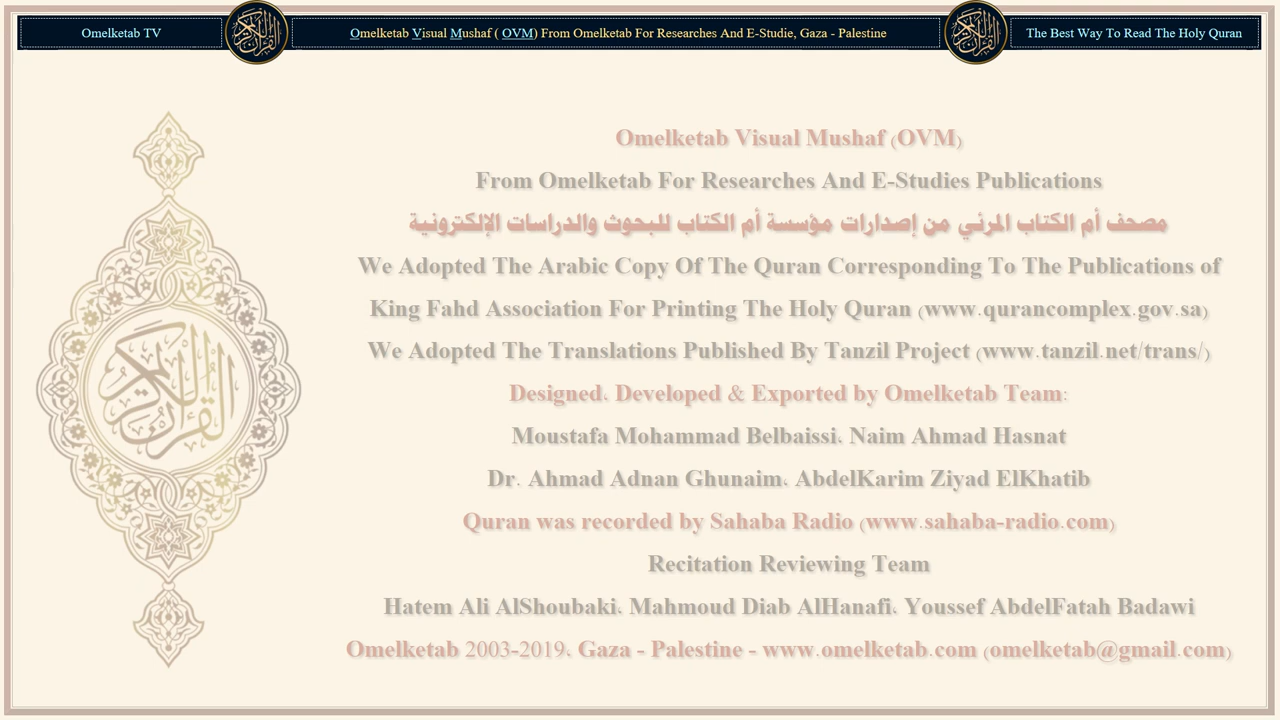 Omelketab TV
Omelketab Visual Mushaf ( OVM) From Omelketab For Researches And E-Studie, Gaza - Palestine
The Best Way To Read The Holy Quran
Omelketab Visual Mushaf (OVM)
From Omelketab For Researches And E-Studies Publications
مصحف أم الكتاب المرئي من إصدارات مؤسسة أم الكتاب للبحوث والدراسات الإلكترونية
We Adopted The Arabic Copy Of The Quran Corresponding To The Publications of
King Fahd Association For Printing The Holy Quran (www.qurancomplex.gov.sa)
We Adopted The Translations Published By Tanzil Project (www.tanzil.net/trans/)
Designed، Developed & Exported by Omelketab Team:
Moustafa Mohammad Belbaissi، Naim Ahmad Hasnat
Dr. Ahmad Adnan Ghunaim، AbdelKarim Ziyad ElKhatib
Quran was recorded by Sahaba Radio (www.sahaba-radio.com)
Recitation Reviewing Team
Hatem Ali AlShoubaki، Mahmoud Diab AlHanafi، Youssef AbdelFatah Badawi
Omelketab 2003-2019، Gaza - Palestine - www.omelketab.com (omelketab@gmail.com)
القرآن الكريم